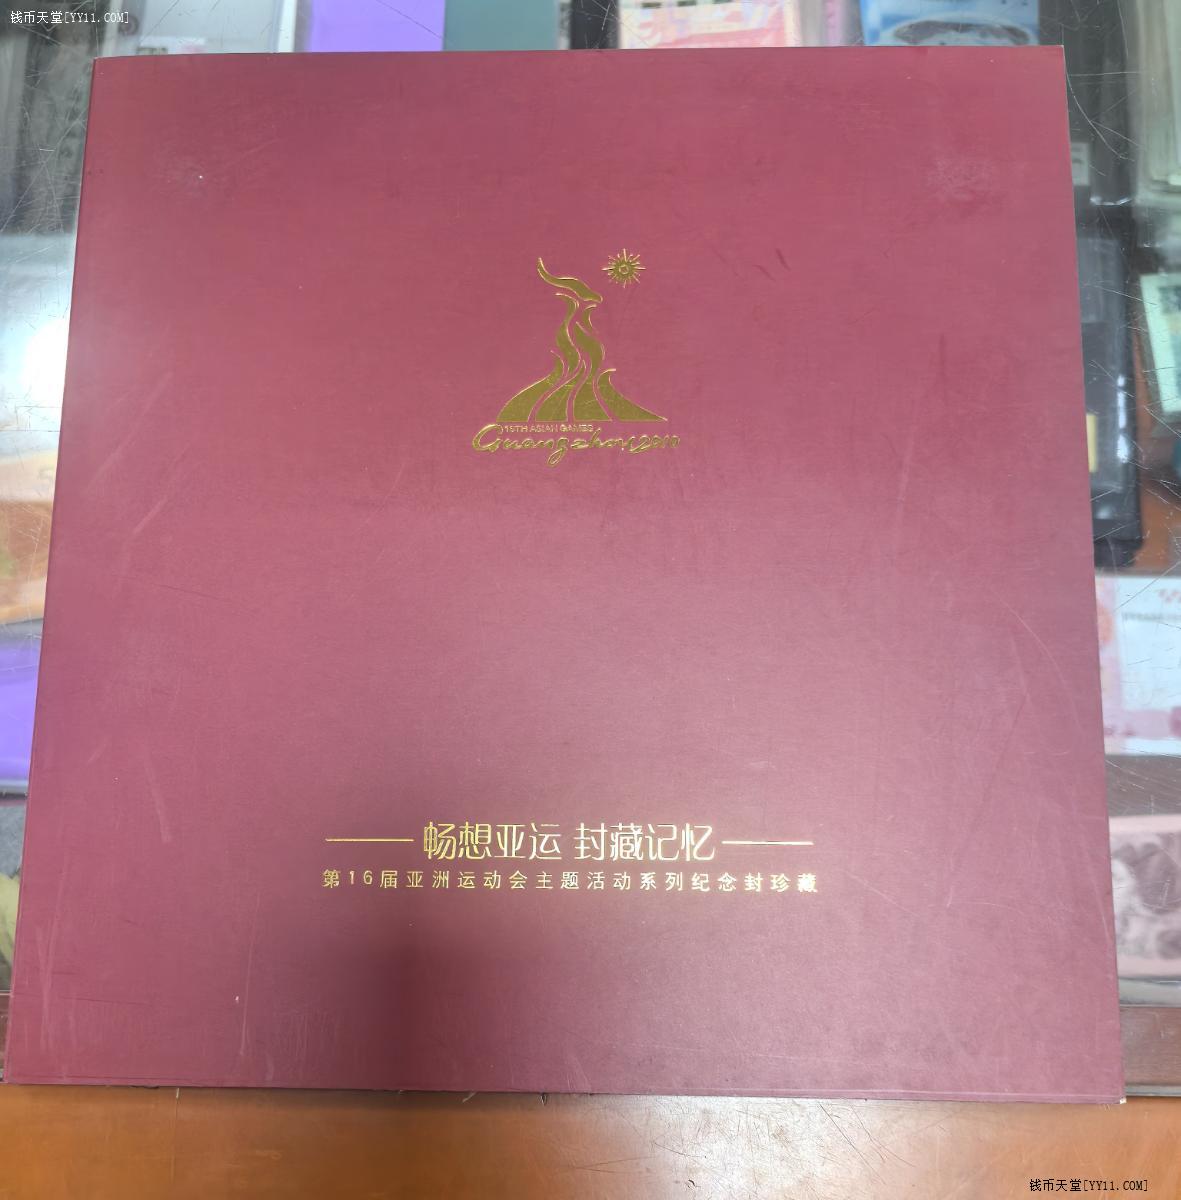 钱币天堂[YY11.COM]
16TH ASIAN GAMES
Guangzhou 2010
畅想亚运 封藏记忆
第16届亚洲运动会主题活动系列纪念封珍藏
钱币天堂[YY11.COM]